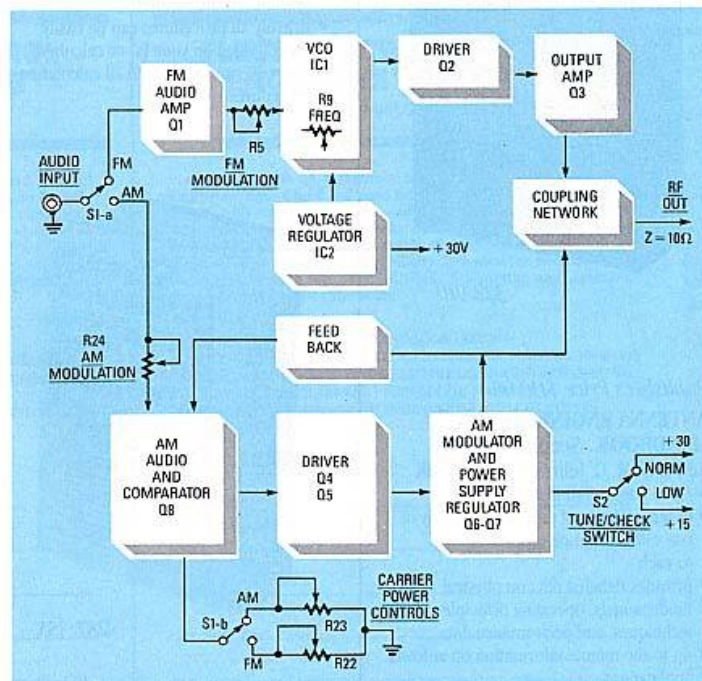 FM
AUDIO
AMP
Q1
VCO
IC1
R9
FREQ
DRIVER
Q2
OUTPUT
AMP
Q3
R5
FM
MODULATION
AUDIO
INPUT
FM
AM
S1-a
VOLTAGE
REGULATOR
IC2
+30V
COUPLING
NETWORK
RF
OUT
Z=10Ω
R24
AM
MODULATION
FEED
BACK
AM
AUDIO
AND
COMPARATOR
Q8
DRIVER
Q4
Q5
AM
MODULATOR
AND
POWER
SUPPLY
REGULATOR
Q6-Q7
+30
NORM
LOW
+15
S2
TUNE/CHECK
SWITCH
S1-b
AM
FM
CARRIER
POWER
CONTROLS
R23
R22